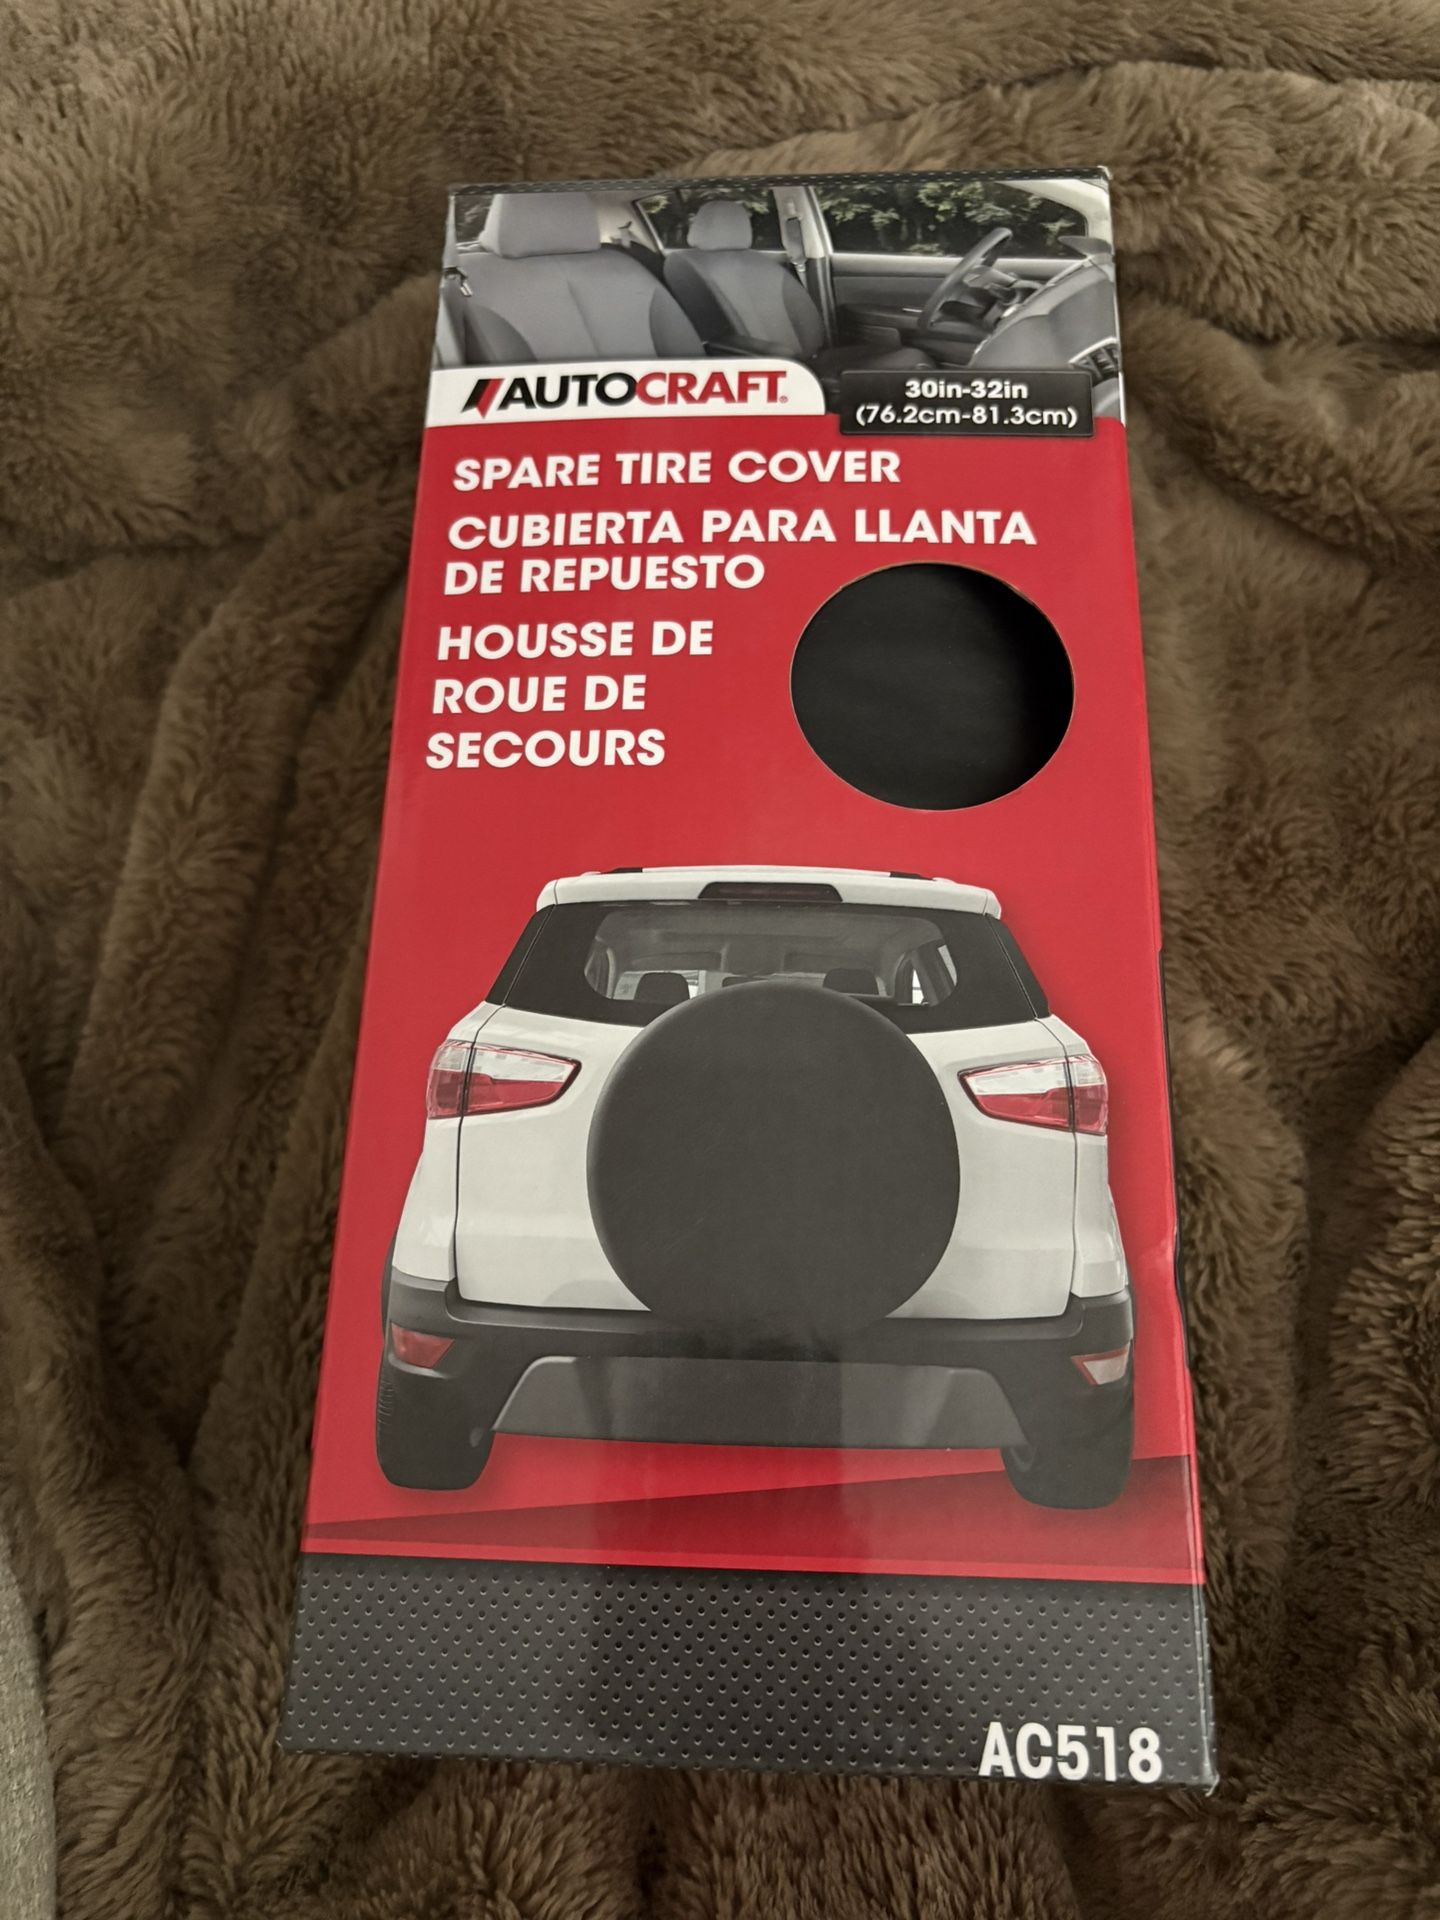 AUTOCRAFT®
30in-32in
(76.2cm-81.3cm)
SPARE TIRE COVER
CUBIERTA PARA LLANTA
DE REPUESTO
HOUSSE DE
ROUE DE
SECOURS
AC518